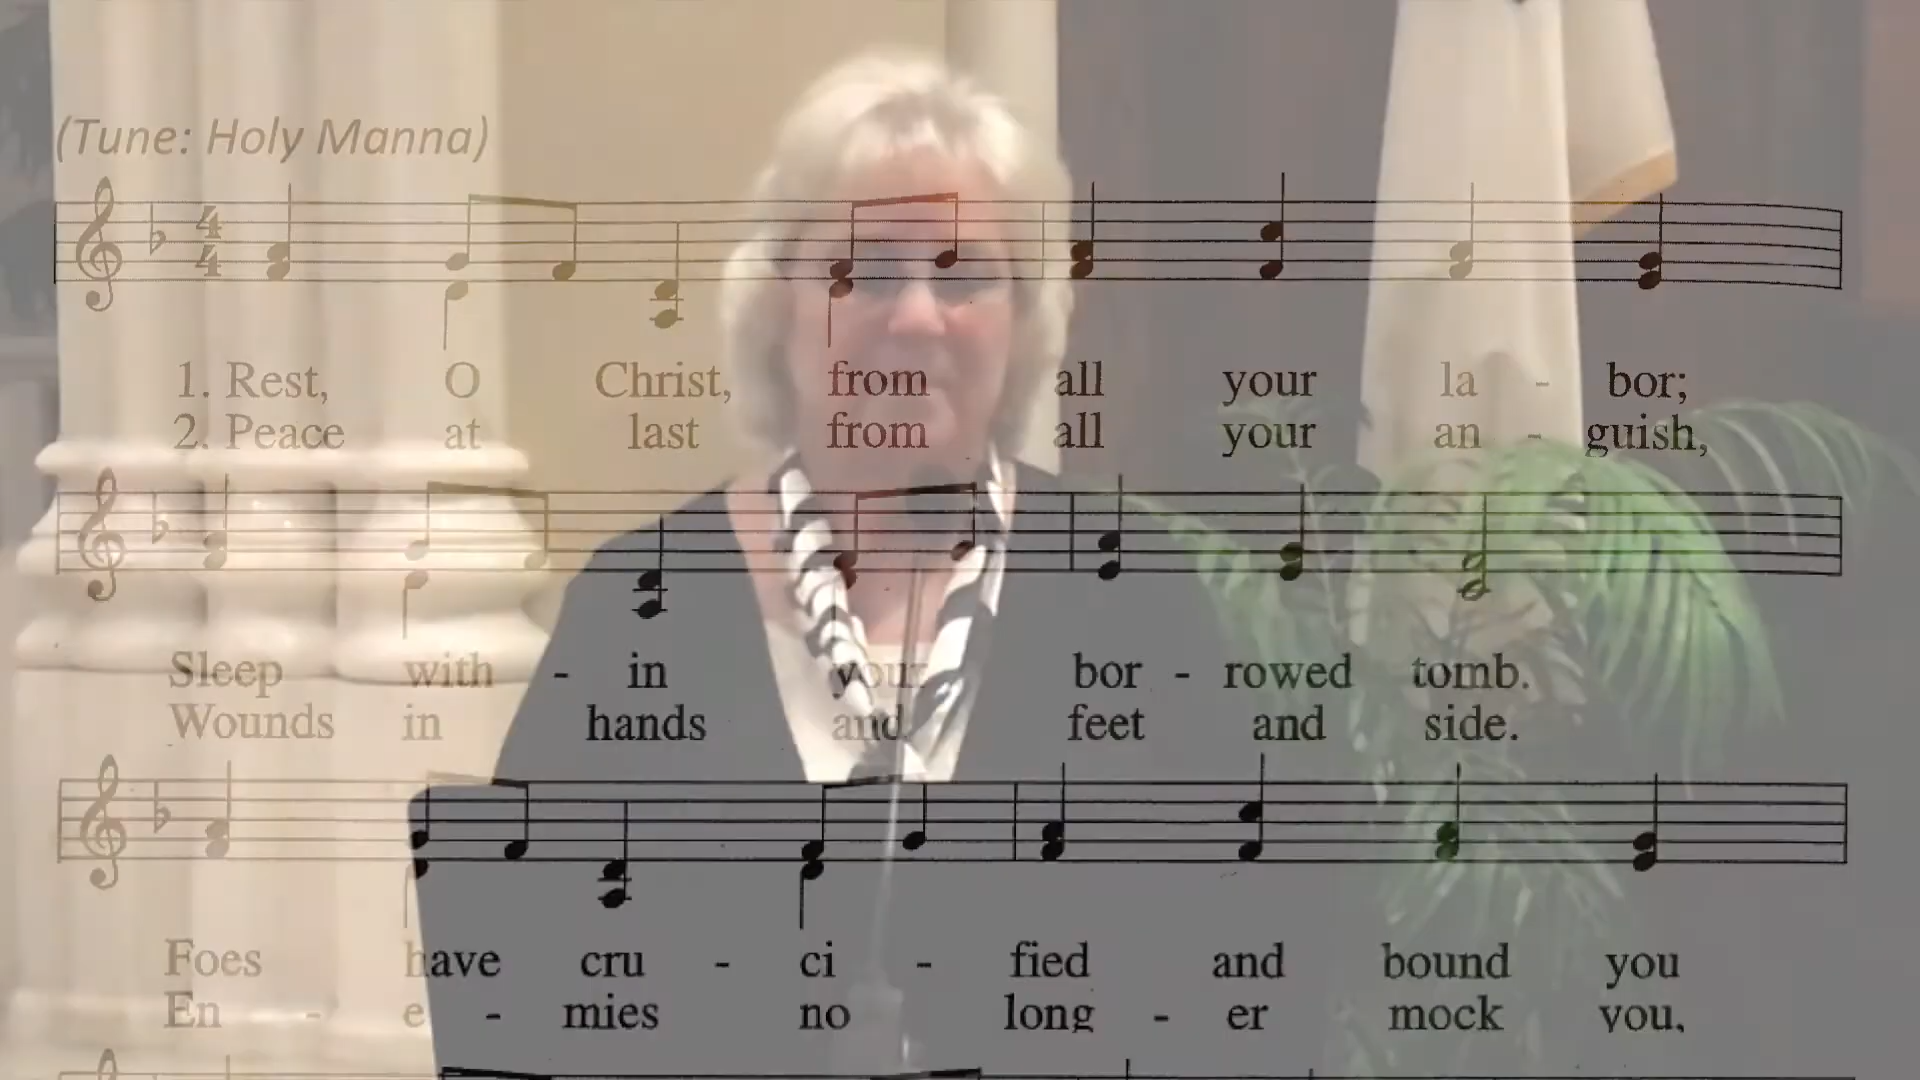 (Tune: Holy Manna)
4
4
1. Rest, O Christ, from all your la - bor;
2. Peace at last from all your an - guish,
Sleep with - in your bor - rowed tomb.
Wounds in hands and feet and side.
Foes have cru - ci - fied and bound you
En - e - mies no long - er mock you,